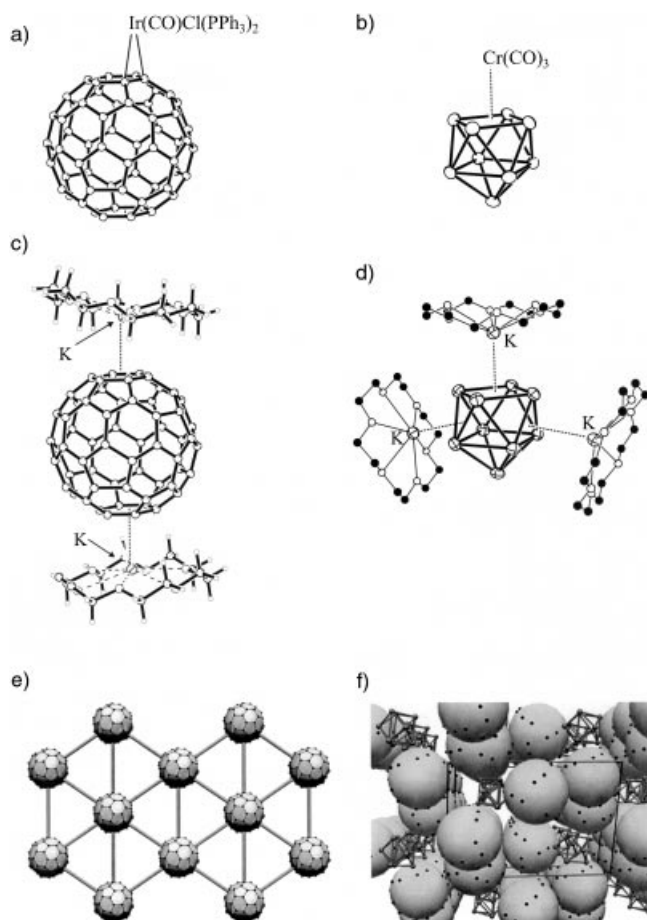 a)
Ir(CO)Cl(PPh3)2
b)
Cr(CO)3
c)
K
K
d)
K
K
K
e)
f)